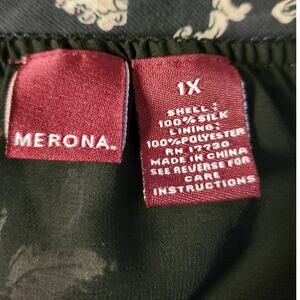 MERONA.
1X
SHELL:
100% SILK
LINING:
100% POLYESTER
RN 17730
MADE IN CHINA
SEE REVERSE FOR
CARE
INSTRUCTIONS